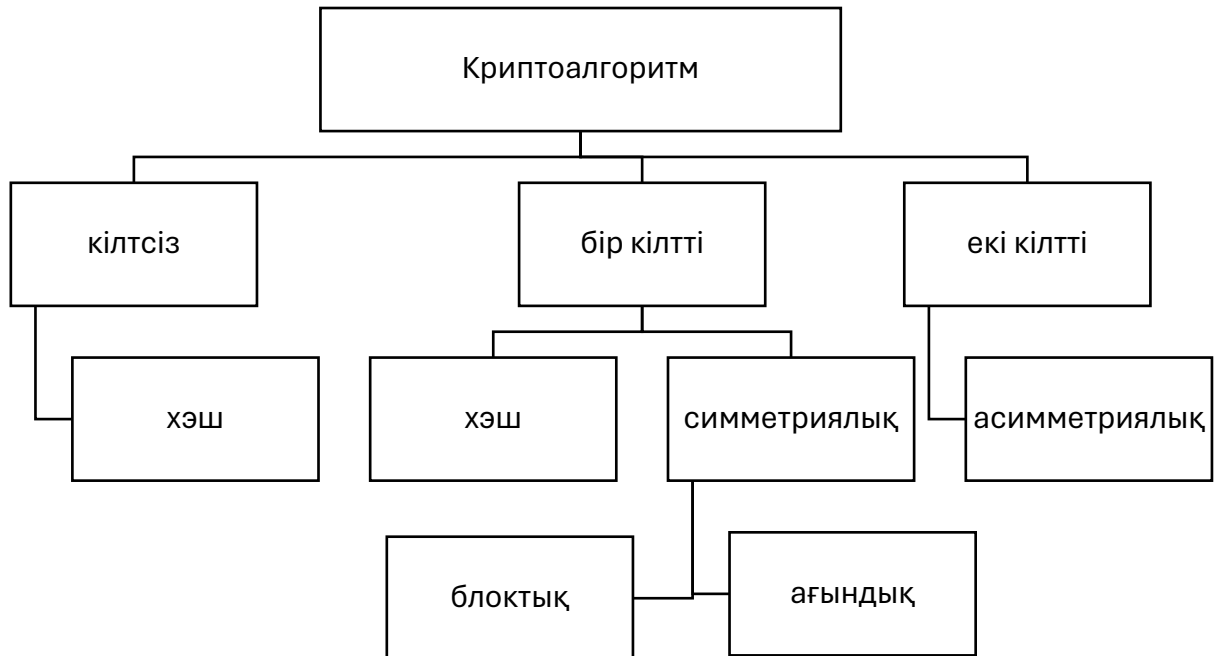 Криптоалгоритм
кілтсіз
бір кілтті
екі кілтті
хэш
хэш
симметриялық
асимметриялық
блоктық
ағындық